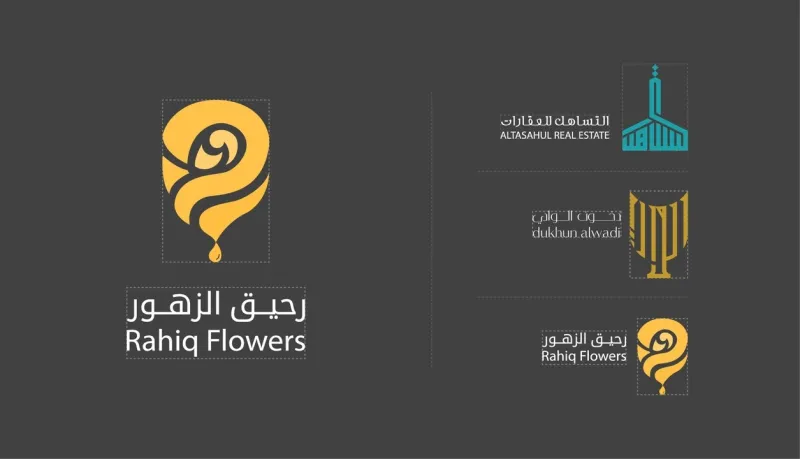 رحيق الزهور
Rahiq Flowers
التساهل للعقارات
ALTASAHUL REAL ESTATE
دخون الوادي
dukhun.alwadi
رحيق الزهور
Rahiq Flowers